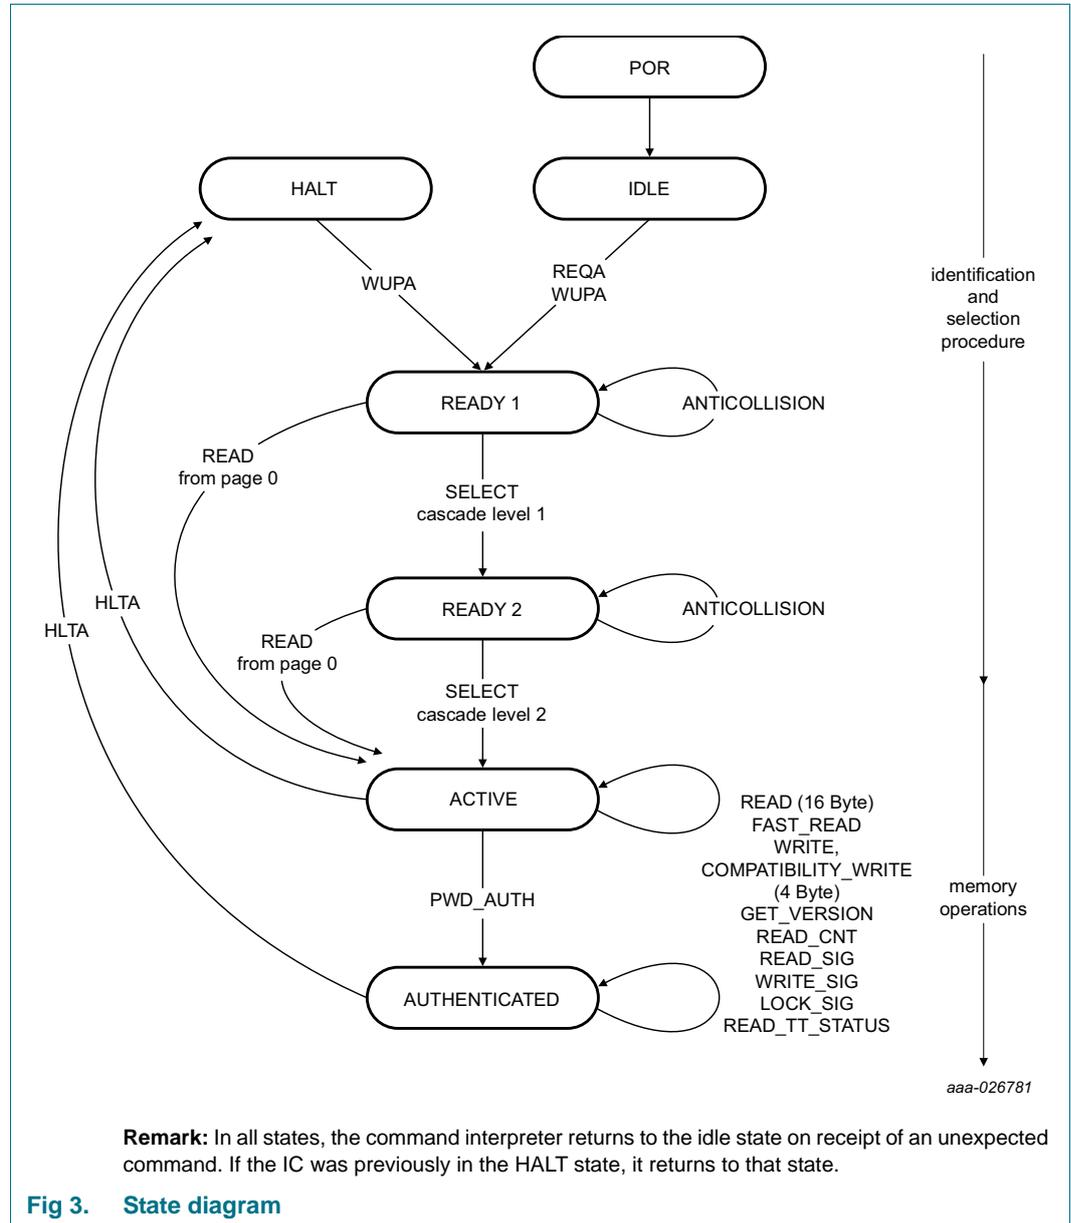 POR
HALT
IDLE
WUPA
REQA
WUPA
identification
and
selection
procedure
READY 1
ANTICOLLISION
READ
from page 0
SELECT
cascade level 1
HLTA
HLTA
READY 2
ANTICOLLISION
READ
from page 0
SELECT
cascade level 2
ACTIVE
READ (16 Byte)
FAST_READ
WRITE,
COMPATIBILITY_WRITE
(4 Byte)
GET_VERSION
READ_CNT
READ_SIG
WRITE_SIG
LOCK_SIG
READ_TT_STATUS
memory
operations
PWD_AUTH
AUTHENTICATED
aaa-026781
Remark: In all states, the command interpreter returns to the idle state on receipt of an unexpected
command. If the IC was previously in the HALT state, it returns to that state.
Fig 3. State diagram